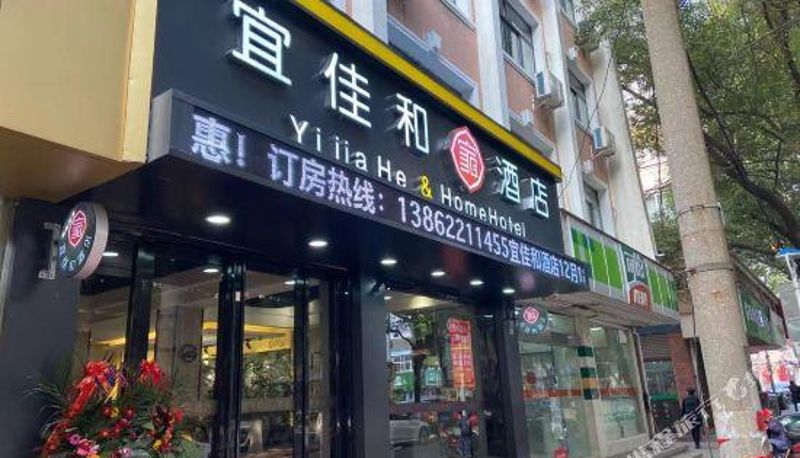 宜佳和 酒店
Yi jia He & HomeHotel
惠！订房热线：13862211455宜佳和酒店12月1